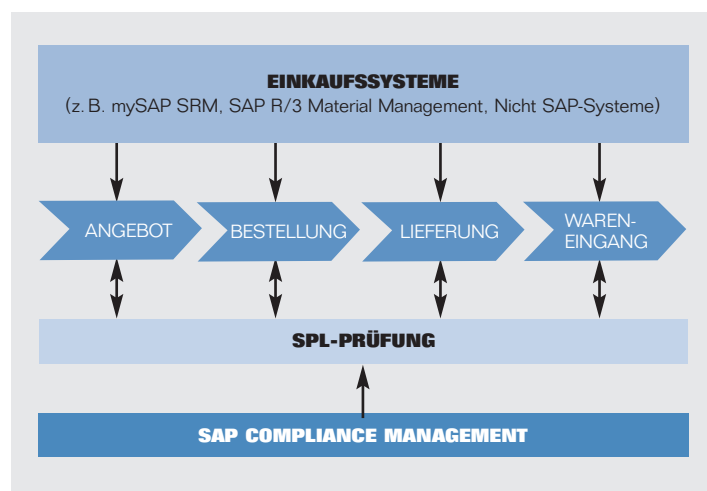 EINKAUFSSYSTEME
(z. B. mySAP SRM, SAP R/3 Material Management, Nicht SAP-Systeme)
ANGEBOT
BESTELLUNG
LIEFERUNG
WAREN-
EINGANG
SPL-PRÜFUNG
SAP COMPLIANCE MANAGEMENT